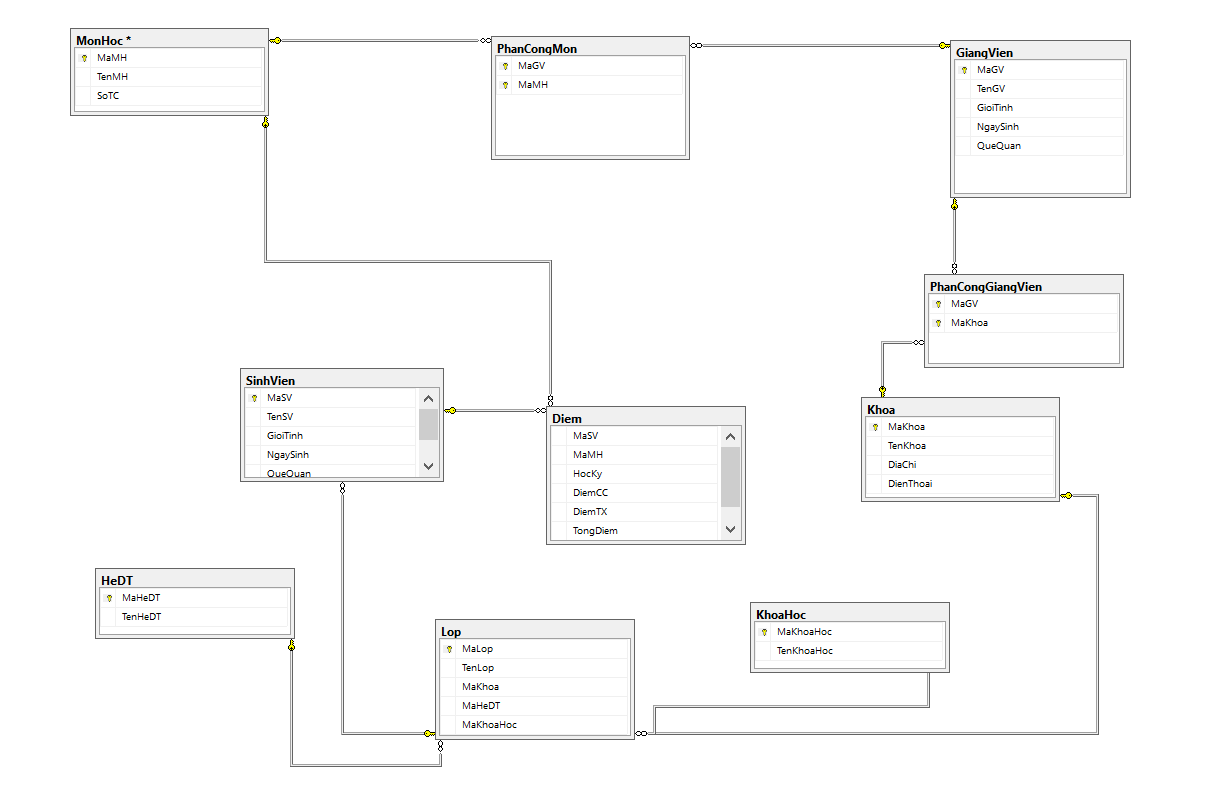 MonHoc *
MaMH
TenMH
SoTC
PhanCongMon
MaGV
MaMH
GiangVien
MaGV
TenGV
GioiTinh
NgaySinh
QueQuan
PhanCongGiangVien
MaGV
MaKhoa
SinhVien
MaSV
TenSV
GioiTinh
NgaySinh
QueQuan
Diem
MaSV
MaMH
HocKy
DiemCC
DiemTX
TongDiem
Khoa
MaKhoa
TenKhoa
DiaChi
DienThoai
HeDT
MaHeDT
TenHeDT
Lop
MaLop
TenLop
MaKhoa
MaHeDT
MaKhoaHoc
KhoaHoc
MaKhoaHoc
TenKhoaHoc